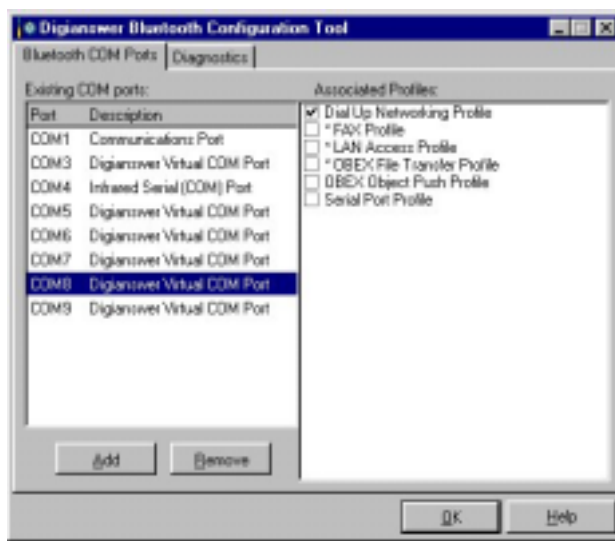 Digianswer Bluetooth Configuration Tool
Bluetooth COM Ports Diagnostics
Existing COM ports:
Port Description
COM1 Communications Port
COM3 Digianswer Virtual COM Port
COM4 Infrared Serial (COM) Port
COM5 Digianswer Virtual COM Port
COM6 Digianswer Virtual COM Port
COM7 Digianswer Virtual COM Port
COM8 Digianswer Virtual COM Port
COM9 Digianswer Virtual COM Port
Add Remove
Associated Profiles:
Dial Up Networking Profile
* FAX Profile
* LAN Access Profile
* OBEX File Transfer Profile
OBEX Object Push Profile
Serial Port Profile
OK Help